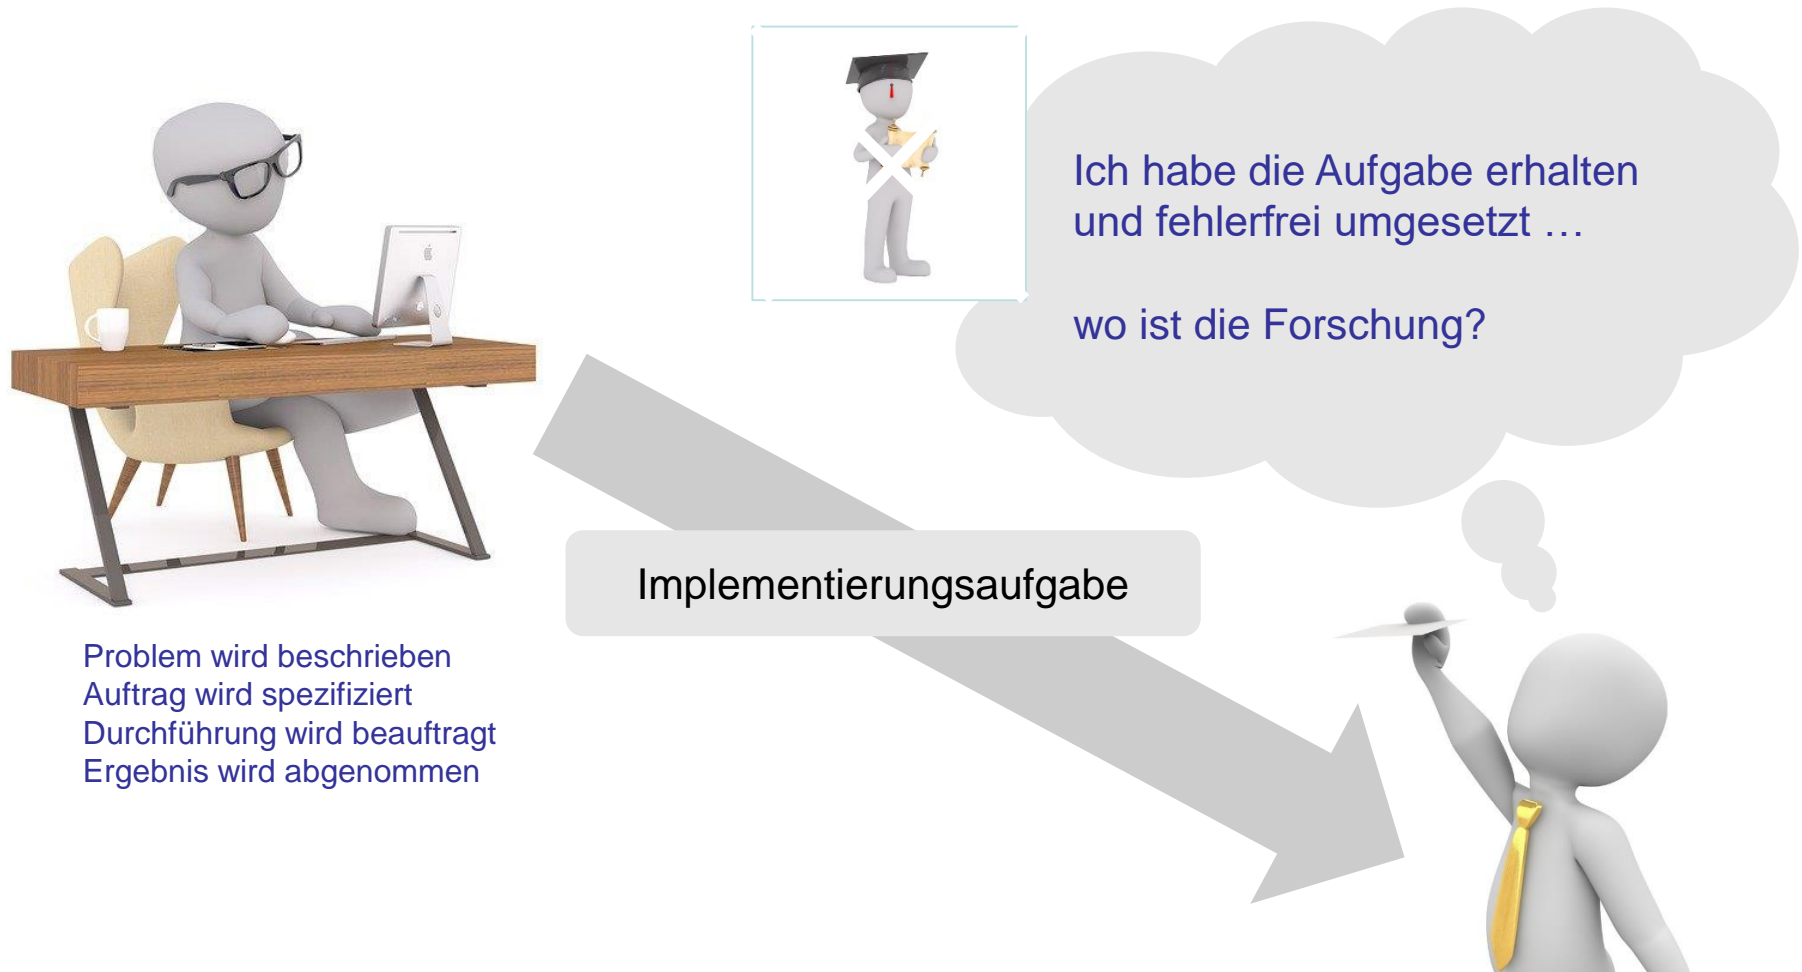 Ich habe die Aufgabe erhalten
und fehlerfrei umgesetzt …
wo ist die Forschung?
Implementierungsaufgabe
Problem wird beschrieben
Auftrag wird spezifiziert
Durchführung wird beauftragt
Ergebnis wird abgenommen